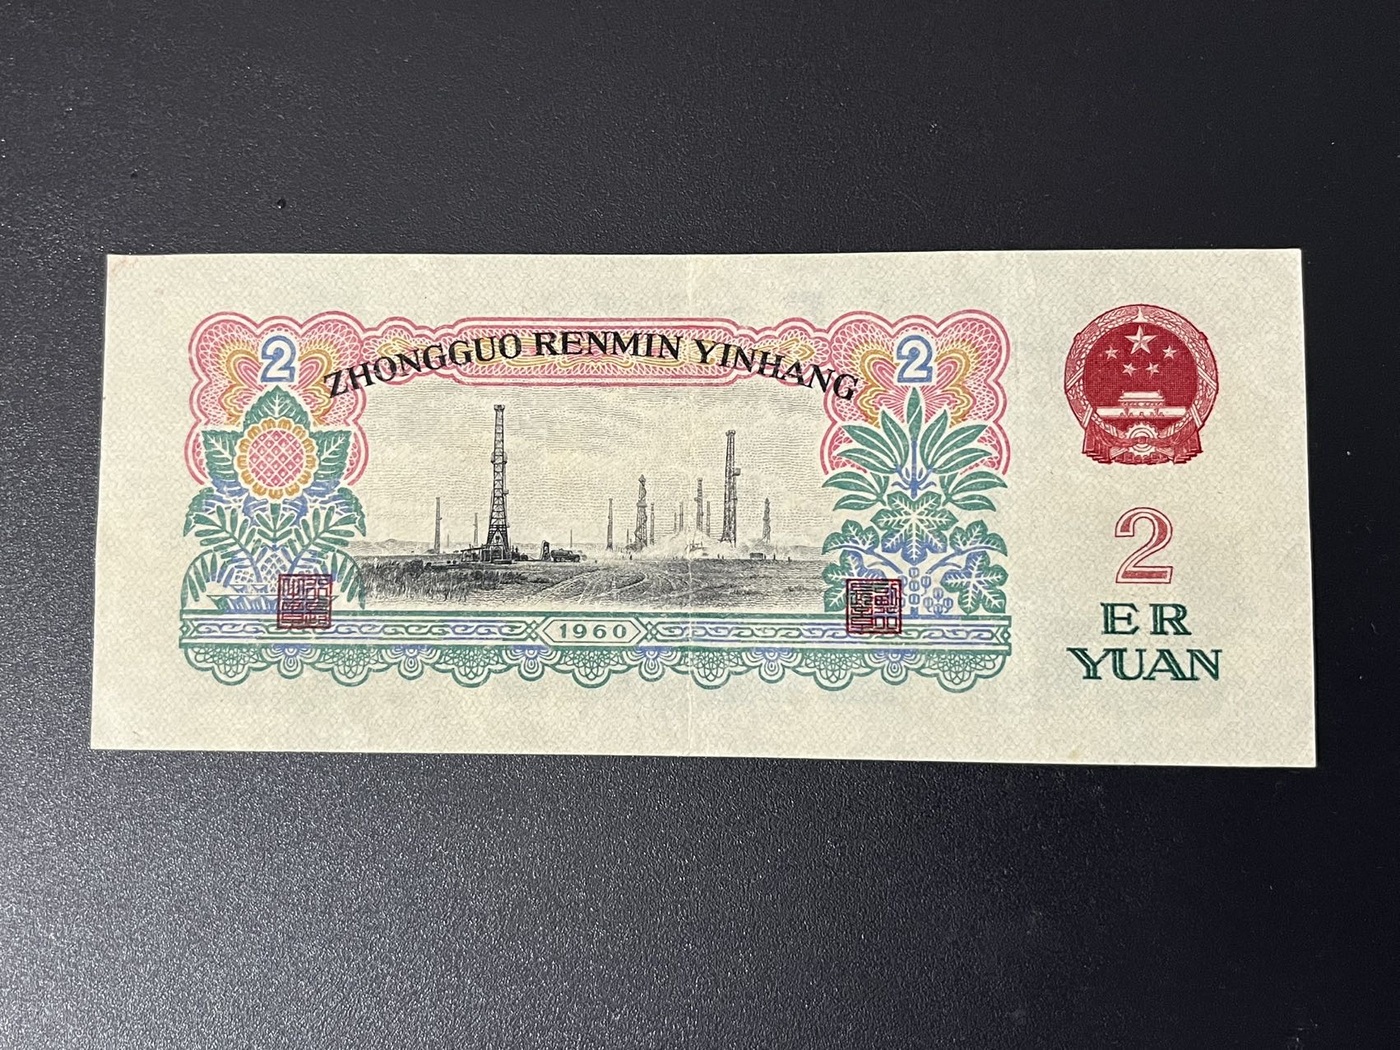 ZHONGGUO RENMIN YINHANG
2
2
1960
2
ER
YUAN